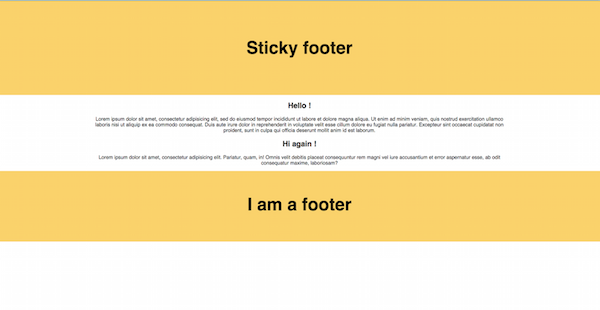 Sticky footer
Hello !
Lorem ipsum dolor sit amet, consectetur adipisicing elit, sed do eiusmod tempor incididunt ut labore et dolore magna aliqua. Ut enim ad minim veniam, quis nostrud exercitation ullamco
laboris nisi ut aliquip ex ea commodo consequat. Duis aute irure dolor in reprehenderit in voluptate velit esse cillum dolore eu fugiat nulla pariatur. Excepteur sint occaecat cupidatat non
proident, sunt in culpa qui officia deserunt mollit anim id est laborum.
Hi again !
Lorem ipsum dolor sit amet, consectetur adipisicing elit. Pariatur, quam, in! Omnis velit debitis placeat consequuntur rem magni vel iure accusantium et error aspernatur esse, ab odit
consequatur maxime, laboriosam?
I am a footer